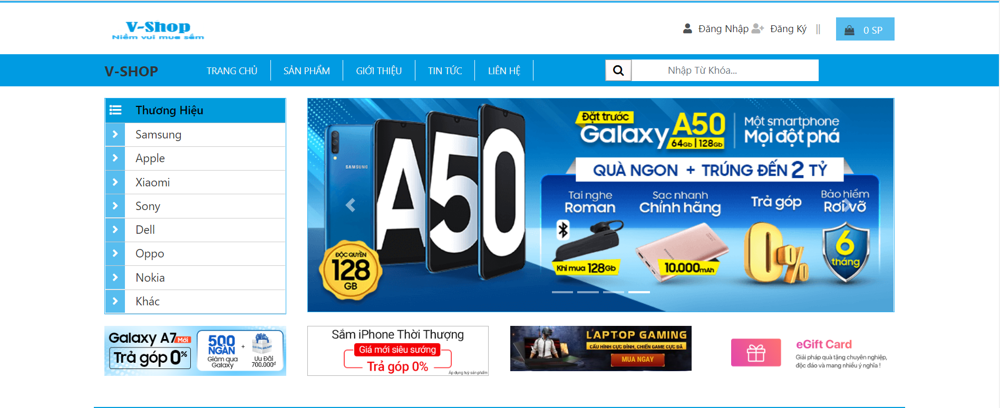 V-Shop
Niềm vui mua sắm
Đăng Nhập Đăng Ký || 0 SP
V-SHOP TRANG CHỦ SẢN PHẨM GIỚI THIỆU TIN TỨC LIÊN HỆ Nhập Từ Khóa...
Thương Hiệu
Samsung
Apple
Xiaomi
Sony
Dell
Oppo
Nokia
Khác
SAMSUNG
A50
ĐỘC QUYỀN
128
GB
Đặt trước
Galaxy A50
64Gb | 128Gb
Một smartphone
Mọi đột phá
QUÀ NGON + TRÚNG ĐẾN 2 TỶ
Tai nghe
Roman
Khi mua 128Gb
Sạc nhanh
Chính hãng
10.000mAh
Trả góp
0%
Bảo hiểm
Rơi vỡ
6
tháng
Galaxy A7 Mới
Trả góp 0%
500
NGÀN
Giảm qua
Galaxy
+
Ưu Đãi
700.000đ
Sắm iPhone Thời Thượng
Giá mới siêu sướng
Trả góp 0%
Áp dụng tuỳ sản phẩm
LAPTOP GAMING
CẤU HÌNH CỰC ĐỈNH, CHIẾN GAME CỰC ĐÃ
MUA NGAY
eGift Card
Giải pháp quà tặng chuyên nghiệp,
độc đáo và mang nhiều ý nghĩa !